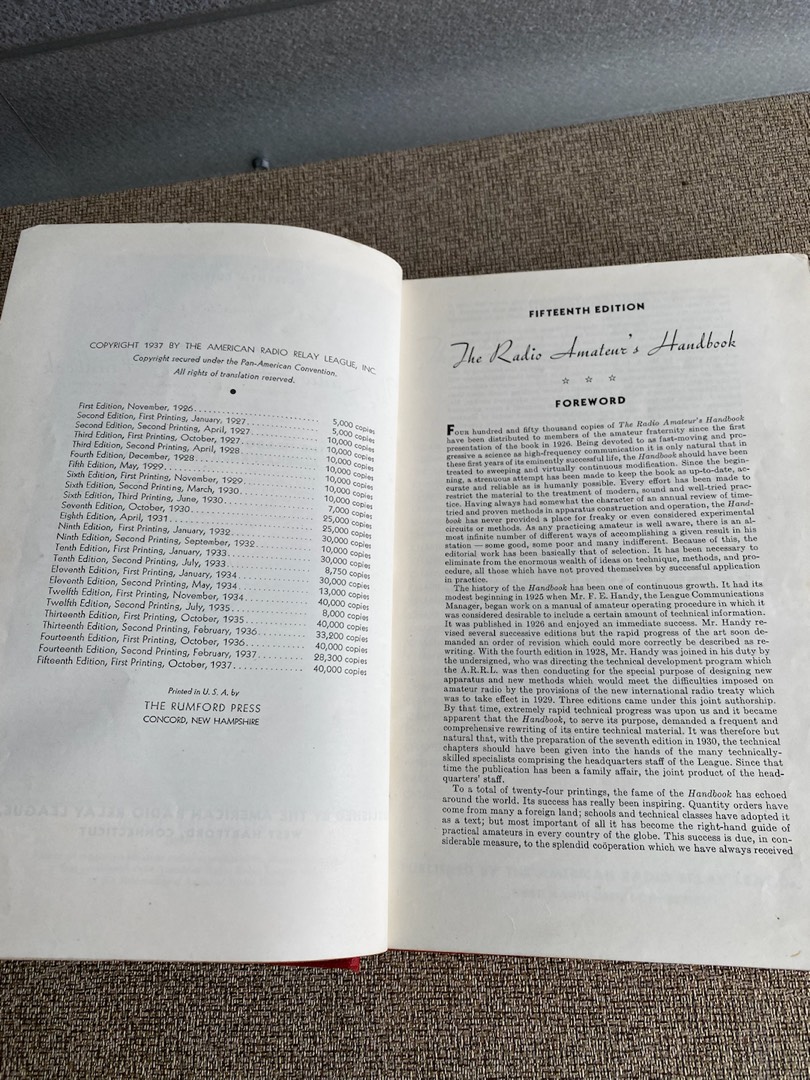 COPYRIGHT 1937 BY THE AMERICAN RADIO RELAY LEAGUE, INC.
Copyright secured under the Pan-American Convention.
All rights of translation reserved.
First Edition, November, 1926. 5,000 copies
Second Edition, First Printing, January, 1927. 5,000 copies
Second Edition, Second Printing, April, 1927. 10,000 copies
Third Edition, First Printing, October, 1927. 10,000 copies
Third Edition, Second Printing, April, 1928. 10,000 copies
Fourth Edition, December, 1928. 10,000 copies
Fifth Edition, May, 1929. 10,000 copies
Sixth Edition, First Printing, November, 1929. 10,000 copies
Sixth Edition, Second Printing, March, 1930. 10,000 copies
Sixth Edition, Third Printing, June, 1930. 7,000 copies
Seventh Edition, October, 1930. 25,000 copies
Eighth Edition, April, 1931. 25,000 copies
Ninth Edition, First Printing, January, 1932. 30,000 copies
Ninth Edition, Second Printing, September, 1932. 10,000 copies
Tenth Edition, First Printing, January, 1933. 30,000 copies
Tenth Edition, Second Printing, July, 1933. 8,750 copies
Eleventh Edition, First Printing, January, 1934. 30,000 copies
Eleventh Edition, Second Printing, May, 1934. 13,000 copies
Twelfth Edition, First Printing, November, 1934. 40,000 copies
Twelfth Edition, Second Printing, July, 1935. 8,000 copies
Thirteenth Edition, First Printing, October, 1935. 40,000 copies
Thirteenth Edition, Second Printing, February, 1936. 33,200 copies
Fourteenth Edition, First Printing, October, 1936. 40,000 copies
Fourteenth Edition, Second Printing, February, 1937. 28,300 copies
Fifteenth Edition, First Printing, October, 1937. 40,000 copies
Printed in U. S. A. by
THE RUMFORD PRESS
CONCORD, NEW HAMPSHIRE
FIFTEENTH EDITION
The Radio Amateur's Handbook
☆ ☆ ☆
FOREWORD
FOUR hundred and fifty thousand copies of The Radio Amateur's Handbook
have been distributed to members of the amateur fraternity since the first
presentation of the book in 1926. Being devoted to as fast-moving and pro-
gressive a science as high-frequency communication it is only natural that in
these first years of its eminently successful life, the Handbook should have been
treated to sweeping and virtually continuous modification. Since the begin-
ning, a strenuous attempt has been made to keep the book as up-to-date, ac-
curate and reliable as is humanly possible. Every effort has been made to
restrict the material to the treatment of modern, sound and well-tried prac-
tice. Having always had somewhat the character of an annual review of time-
tried and proven methods in apparatus construction and operation, the Hand-
book has never provided a place for freaky or even considered experimental
circuits or methods. As any practicing amateur is well aware, there is an al-
most infinite number of different ways of accomplishing a given result in his
station — some good, some poor and many indifferent. Because of this, the
editorial work has been basically that of selection. It has been necessary to
eliminate from the enormous wealth of ideas on technique, methods, and pro-
cedure, all those which have not proved themselves by successful application
in practice.
The history of the Handbook has been one of continuous growth. It had its
modest beginning in 1925 when Mr. F. E. Handy, the League Communications
Manager, began work on a manual of amateur operating procedure in which it
was considered desirable to include a certain amount of technical information.
It was published in 1926 and enjoyed an immediate success. Mr. Handy re-
vised several successive editions but the rapid progress of the art soon de-
manded an order of revision which could more correctly be described as re-
writing. With the fourth edition in 1928, Mr. Handy was joined in his duty by
the undersigned, who was directing the technical development program which
the A.R.R.L. was then conducting for the special purpose of designing new
apparatus and new methods which would meet the difficulties imposed on
amateur radio by the provisions of the new international radio treaty which
was to take effect in 1929. Three editions came under this joint authorship.
By that time, extremely rapid technical progress was upon us and it became
apparent that the Handbook, to serve its purpose, demanded a frequent and
comprehensive rewriting of its entire technical material. It was therefore but
natural that, with the preparation of the seventh edition in 1930, the technical
chapters should have been given into the hands of the many technically-
skilled specialists comprising the headquarters staff of the League. Since that
time the publication has been a family affair, the joint product of the head-
quarters' staff.
To a total of twenty-four printings, the fame of the Handbook has echoed
around the world. Its success has really been inspiring. Quantity orders have
come from many a foreign land; schools and technical classes have adopted it
as a text; but most important of all it has become the right-hand guide of
practical amateurs in every country of the globe. This success is due, in con-
siderable measure, to the splendid coöperation which we have always received